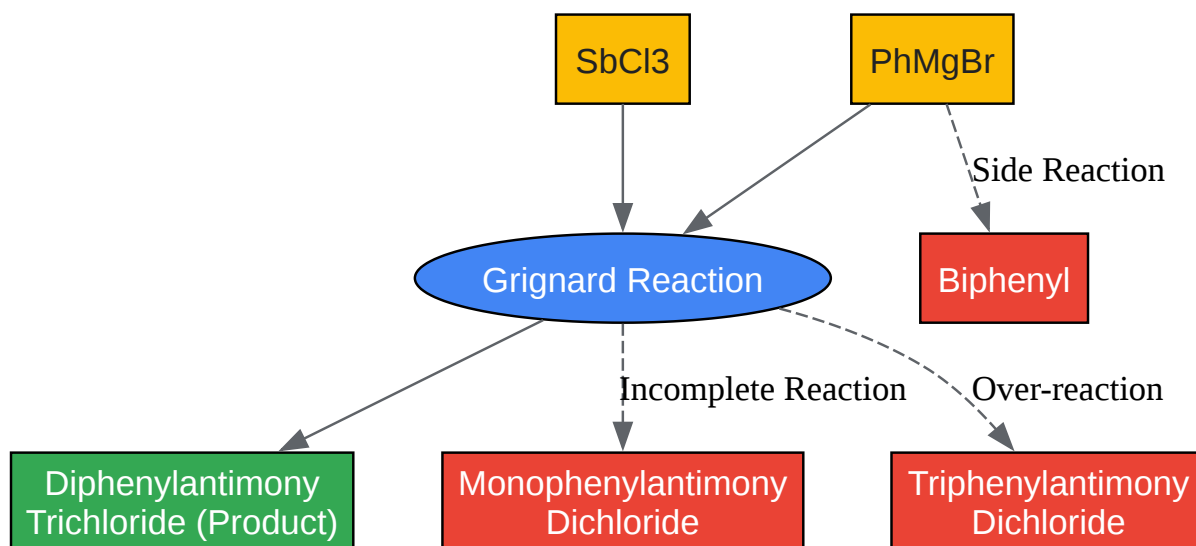 SbCl3
PhMgBr
Side Reaction
Grignard Reaction
Biphenyl
Incomplete Reaction
Over-reaction
Diphenylantimony
Trichloride (Product)
Monophenylantimony
Dichloride
Triphenylantimony
Dichloride